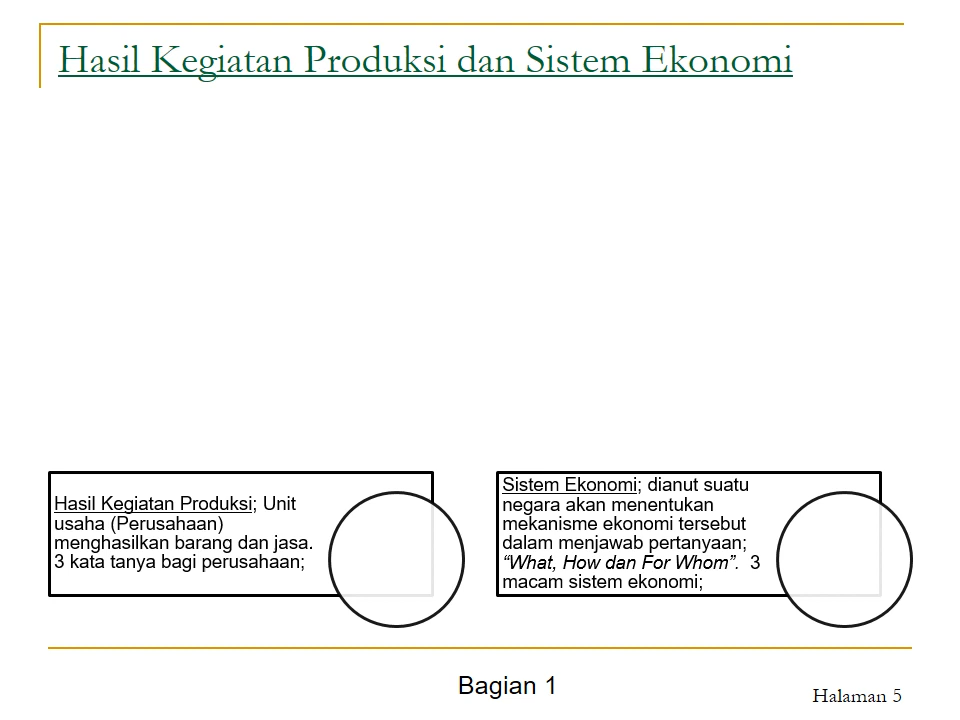 Hasil Kegiatan Produksi dan Sistem Ekonomi
Hasil Kegiatan Produksi; Unit
usaha (Perusahaan)
menghasilkan barang dan jasa.
3 kata tanya bagi perusahaan;
Sistem Ekonomi; dianut suatu
negara akan menentukan
mekanisme ekonomi tersebut
dalam menjawab pertanyaan;
“What, How dan For Whom”.  3
macam sistem ekonomi;
Bagian 1
Halaman 5